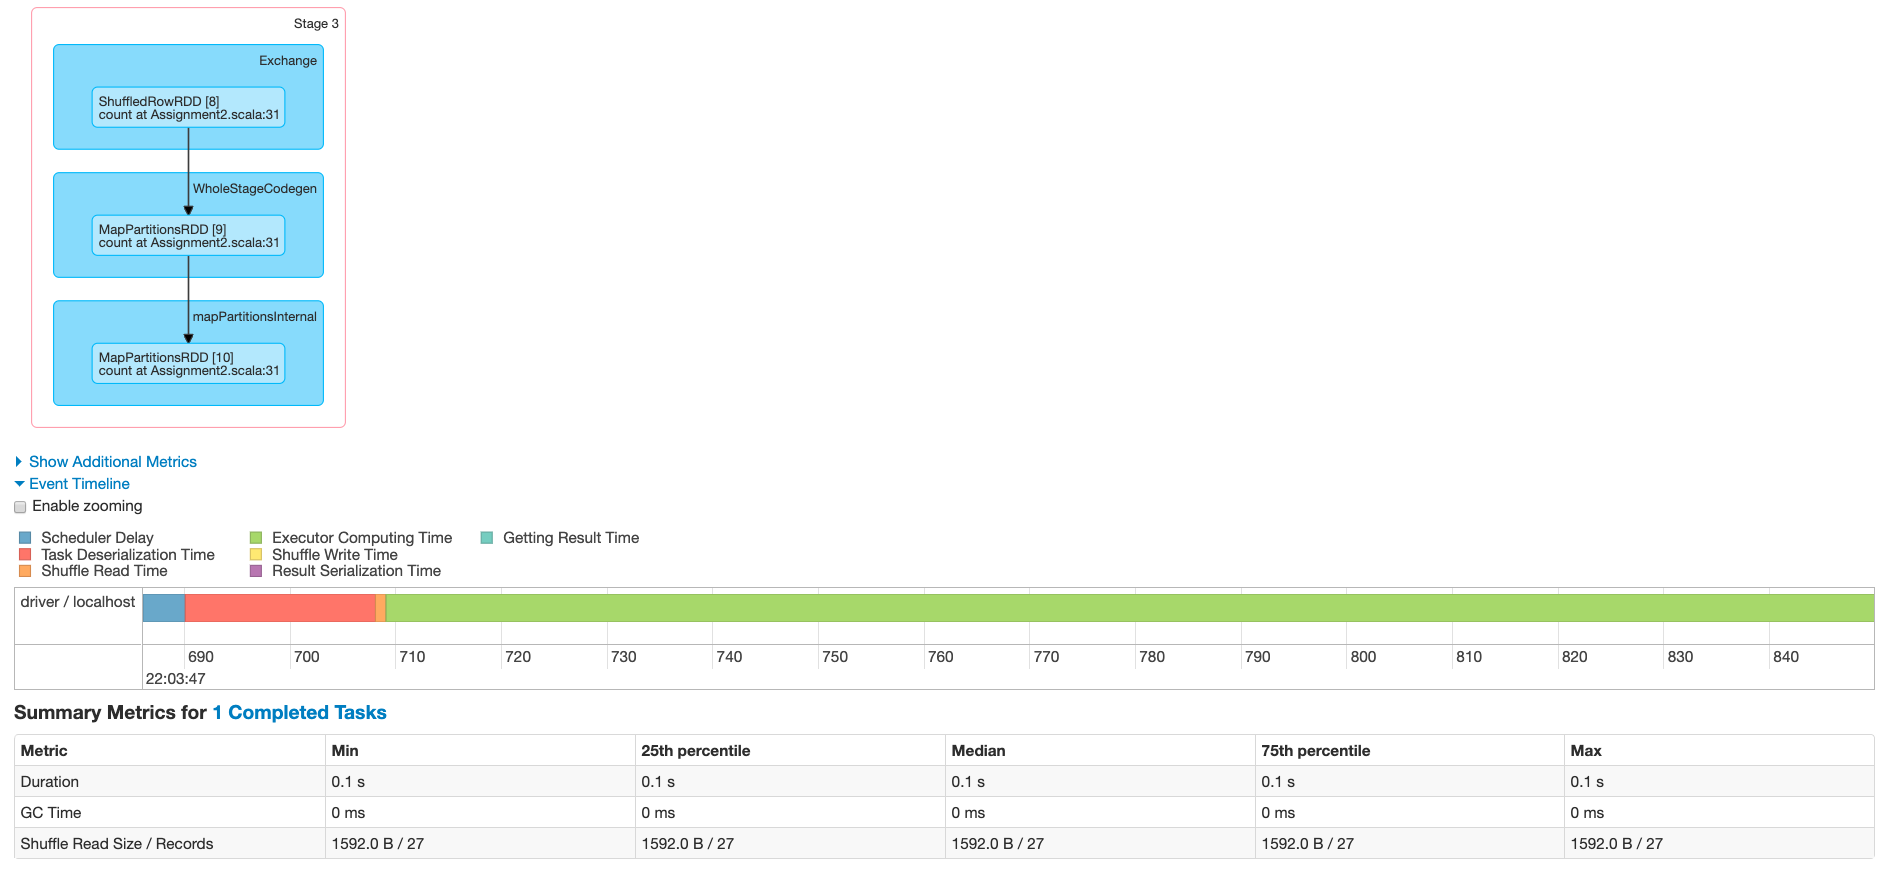 Stage 3
Exchange
ShuffledRowRDD [8]
count at Assignment2.scala:31
WholeStageCodegen
MapPartitionsRDD [9]
count at Assignment2.scala:31
mapPartitionsInternal
MapPartitionsRDD [10]
count at Assignment2.scala:31
Show Additional Metrics
Event Timeline
Enable zooming
Scheduler Delay Executor Computing Time Getting Result Time
Task Deserialization Time Shuffle Write Time
Shuffle Read Time Result Serialization Time
driver / localhost
690 700 710 720 730 740 750 760 770 780 790 800 810 820 830 840
22:03:47
Summary Metrics for 1 Completed Tasks
Metric Min 25th percentile Median 75th percentile Max
Duration 0.1 s 0.1 s 0.1 s 0.1 s 0.1 s
GC Time 0 ms 0 ms 0 ms 0 ms 0 ms
Shuffle Read Size / Records 1592.0 B / 27 1592.0 B / 27 1592.0 B / 27 1592.0 B / 27 1592.0 B / 27